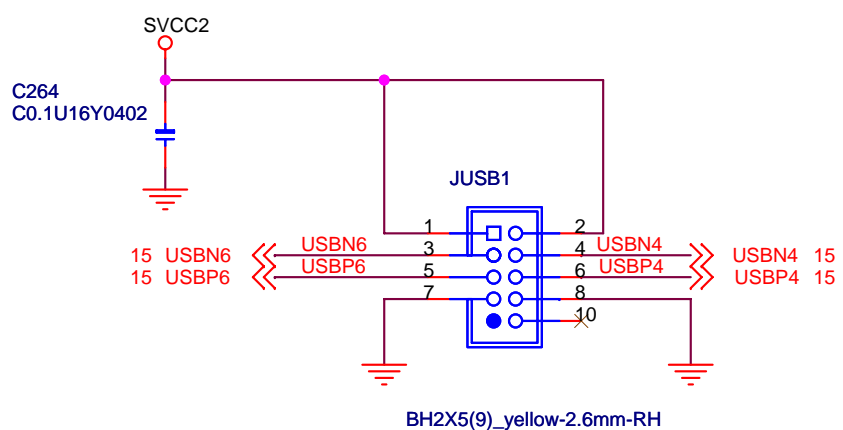 SVCC2
C264
C0.1U16Y0402
JUSB1
1 2
15 USBN6 USBN6 3 4 USBN4 USBN4 15
15 USBP6 USBP6 5 6 USBP4 USBP4 15
7 8
10
BH2X5(9)_yellow-2.6mm-RH